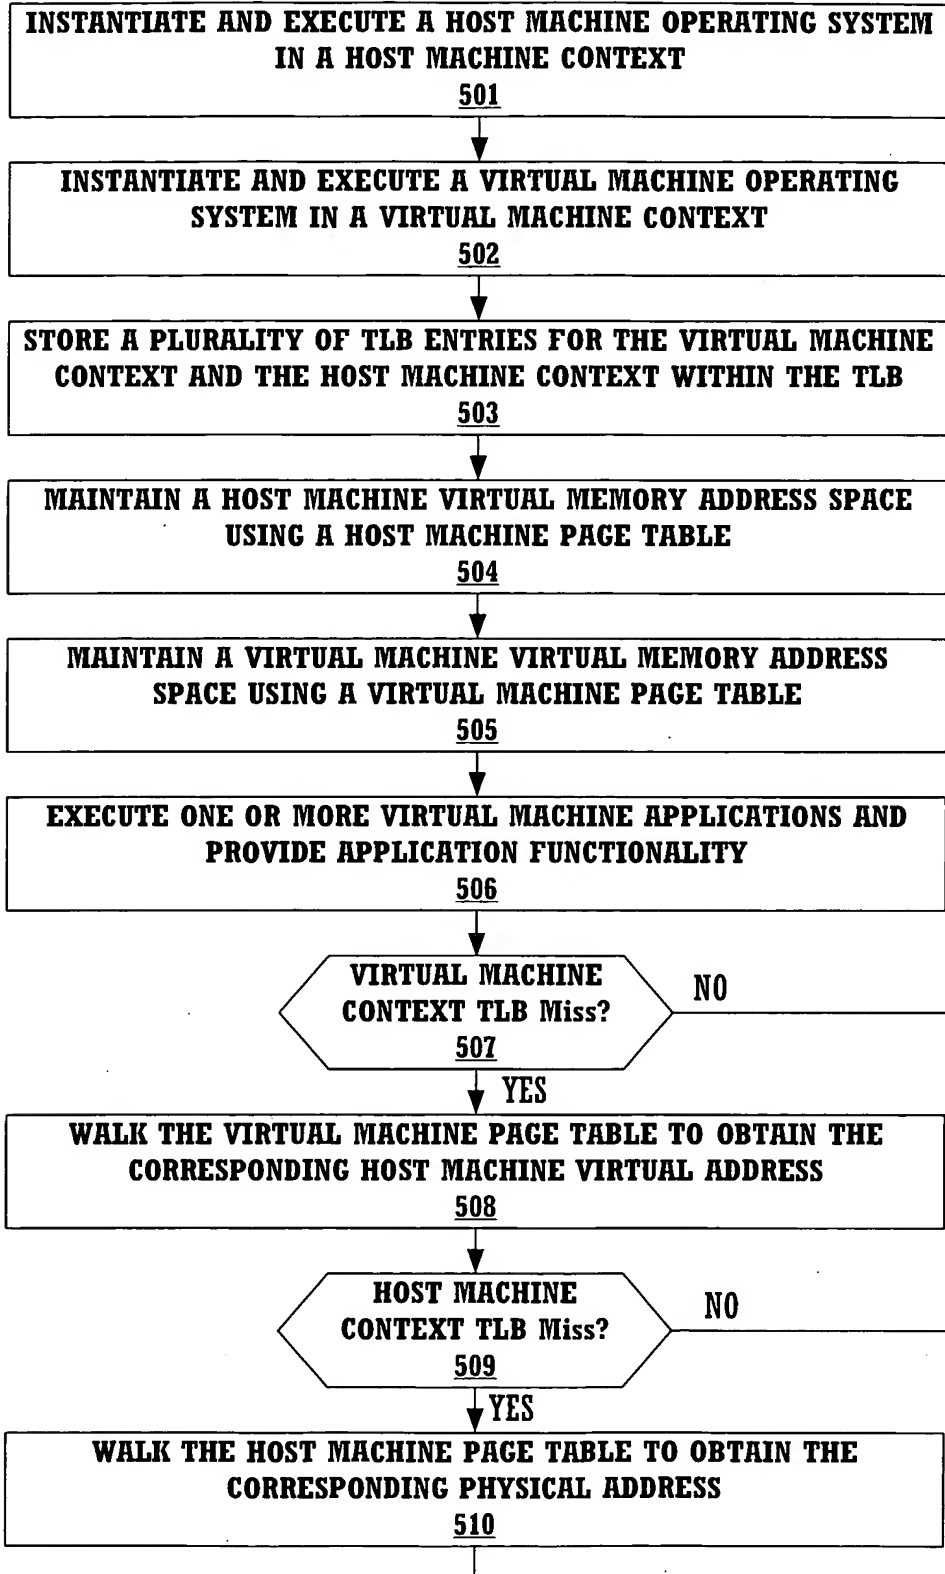 INSTANTIATE AND EXECUTE A HOST MACHINE OPERATING SYSTEM
IN A HOST MACHINE CONTEXT
501
INSTANTIATE AND EXECUTE A VIRTUAL MACHINE OPERATING
SYSTEM IN A VIRTUAL MACHINE CONTEXT
502
STORE A PLURALITY OF TLB ENTRIES FOR THE VIRTUAL MACHINE
CONTEXT AND THE HOST MACHINE CONTEXT WITHIN THE TLB
503
MAINTAIN A HOST MACHINE VIRTUAL MEMORY ADDRESS SPACE
USING A HOST MACHINE PAGE TABLE
504
MAINTAIN A VIRTUAL MACHINE VIRTUAL MEMORY ADDRESS
SPACE USING A VIRTUAL MACHINE PAGE TABLE
505
EXECUTE ONE OR MORE VIRTUAL MACHINE APPLICATIONS AND
PROVIDE APPLICATION FUNCTIONALITY
506
VIRTUAL MACHINE
CONTEXT TLB Miss?
507
NO
YES
WALK THE VIRTUAL MACHINE PAGE TABLE TO OBTAIN THE
CORRESPONDING HOST MACHINE VIRTUAL ADDRESS
508
HOST MACHINE
CONTEXT TLB Miss?
509
NO
YES
WALK THE HOST MACHINE PAGE TABLE TO OBTAIN THE
CORRESPONDING PHYSICAL ADDRESS
510